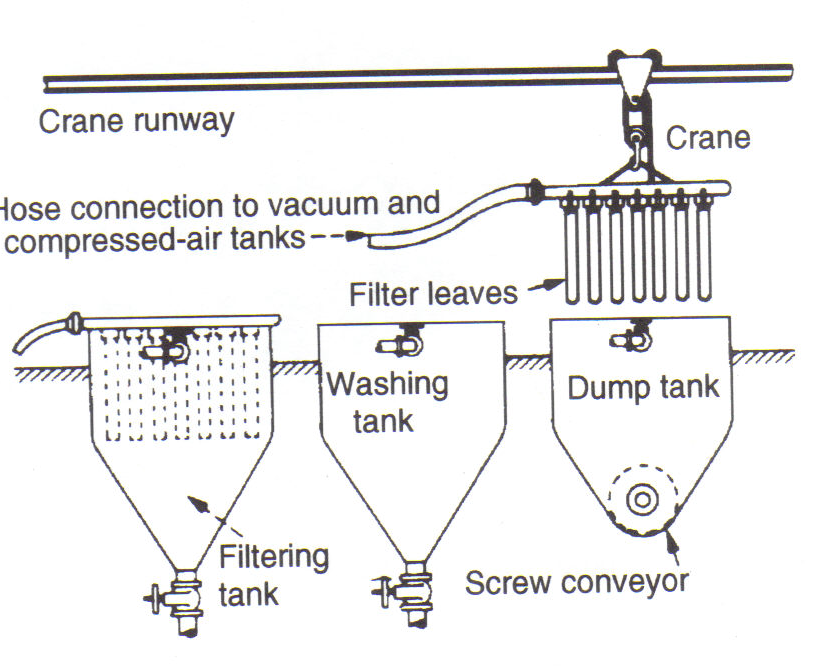 Crane runway
Crane
Hose connection to vacuum and
compressed-air tanks
Filter leaves
Washing
tank
Dump tank
Filtering
tank
Screw conveyor